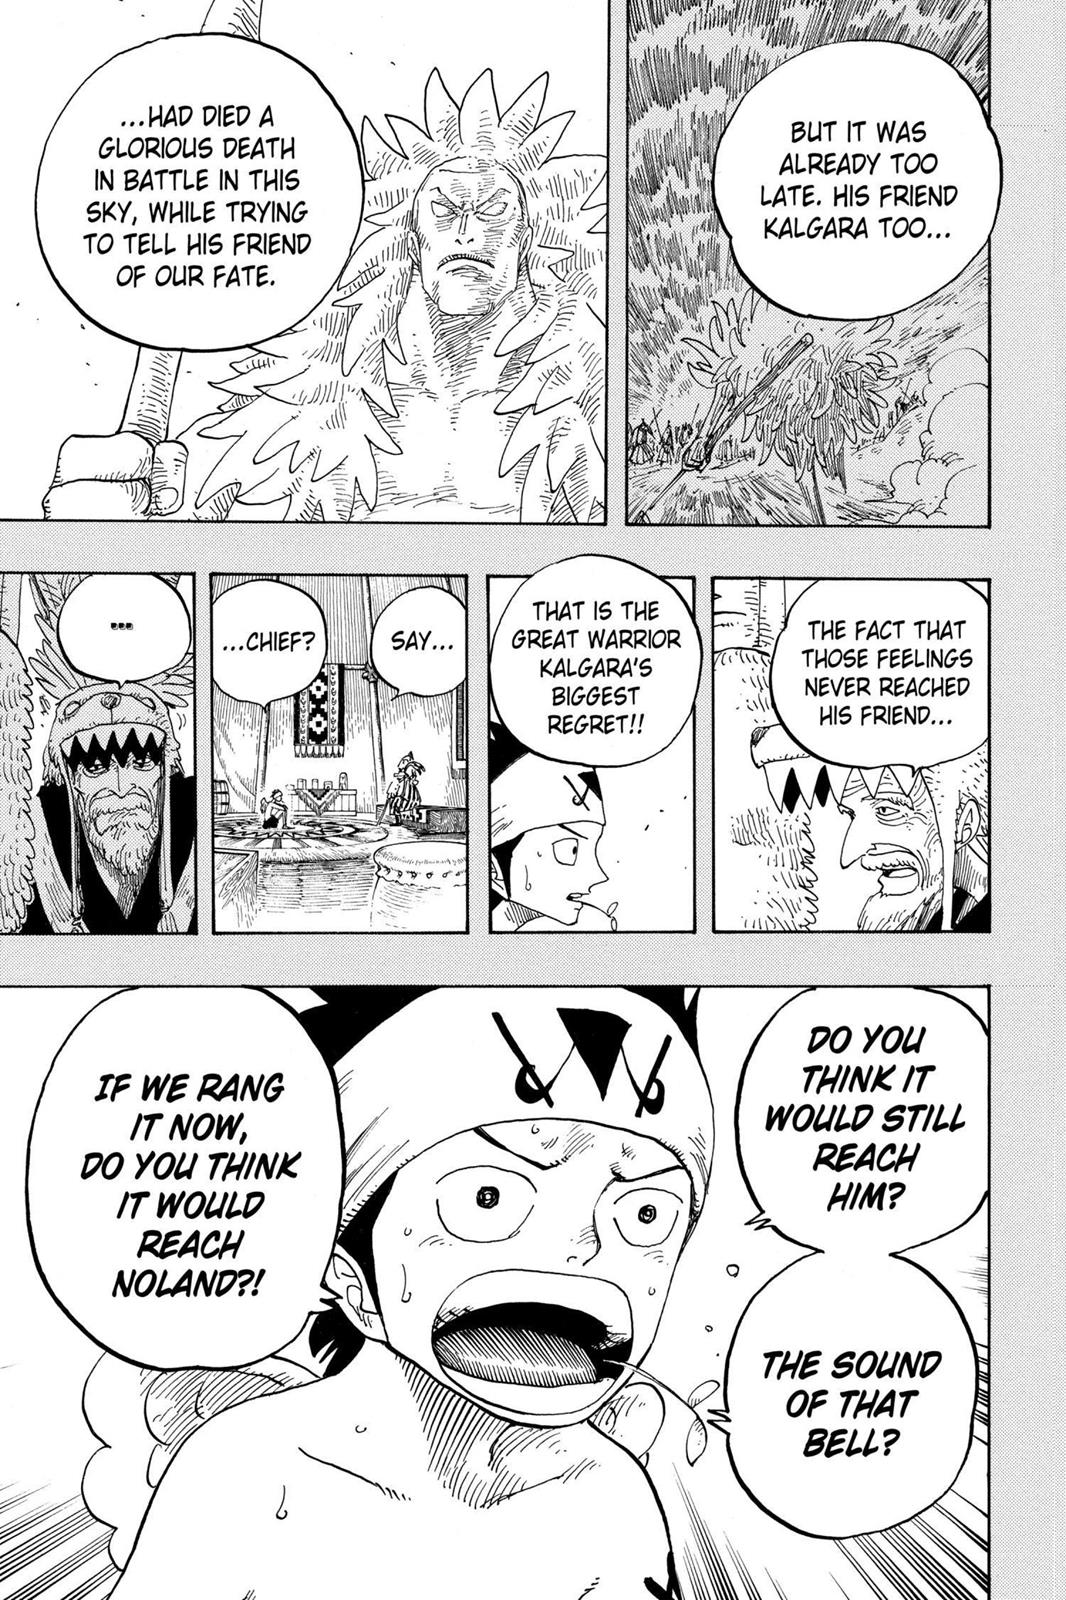 BUT IT WAS
ALREADY TOO
LATE. HIS FRIEND
KALGARA TOO...
...HAD DIED A
GLORIOUS DEATH
IN BATTLE IN THIS
SKY, WHILE TRYING
TO TELL HIS FRIEND
OF OUR FATE.
THE FACT THAT
THOSE FEELINGS
NEVER REACHED
HIS FRIEND...
THAT IS THE
GREAT WARRIOR
KALGARA'S
BIGGEST
REGRET!!
SAY...
...CHIEF?
...
DO YOU
THINK IT
WOULD STILL
REACH
HIM?
THE SOUND
OF THAT
BELL?
IF WE RANG
IT NOW,
DO YOU THINK
IT WOULD
REACH
NOLAND?!